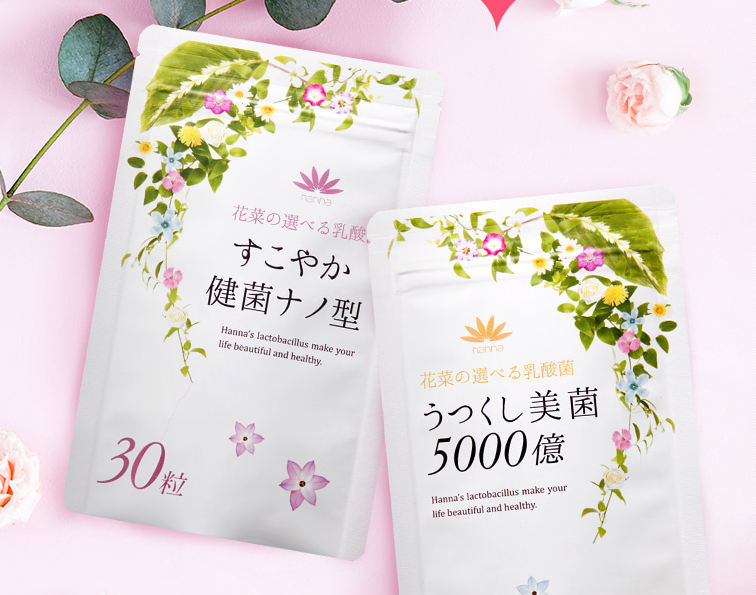 hanna
花菜の選べる乳酸
すこやか
健菌ナノ型
Hanna's lactobacillus make your
life beautiful and healthy.
30粒
hanna
花菜の選べる乳酸菌
うつくし美菌
5000億
Hanna's lactobacillus make your
life beautiful and healthy.